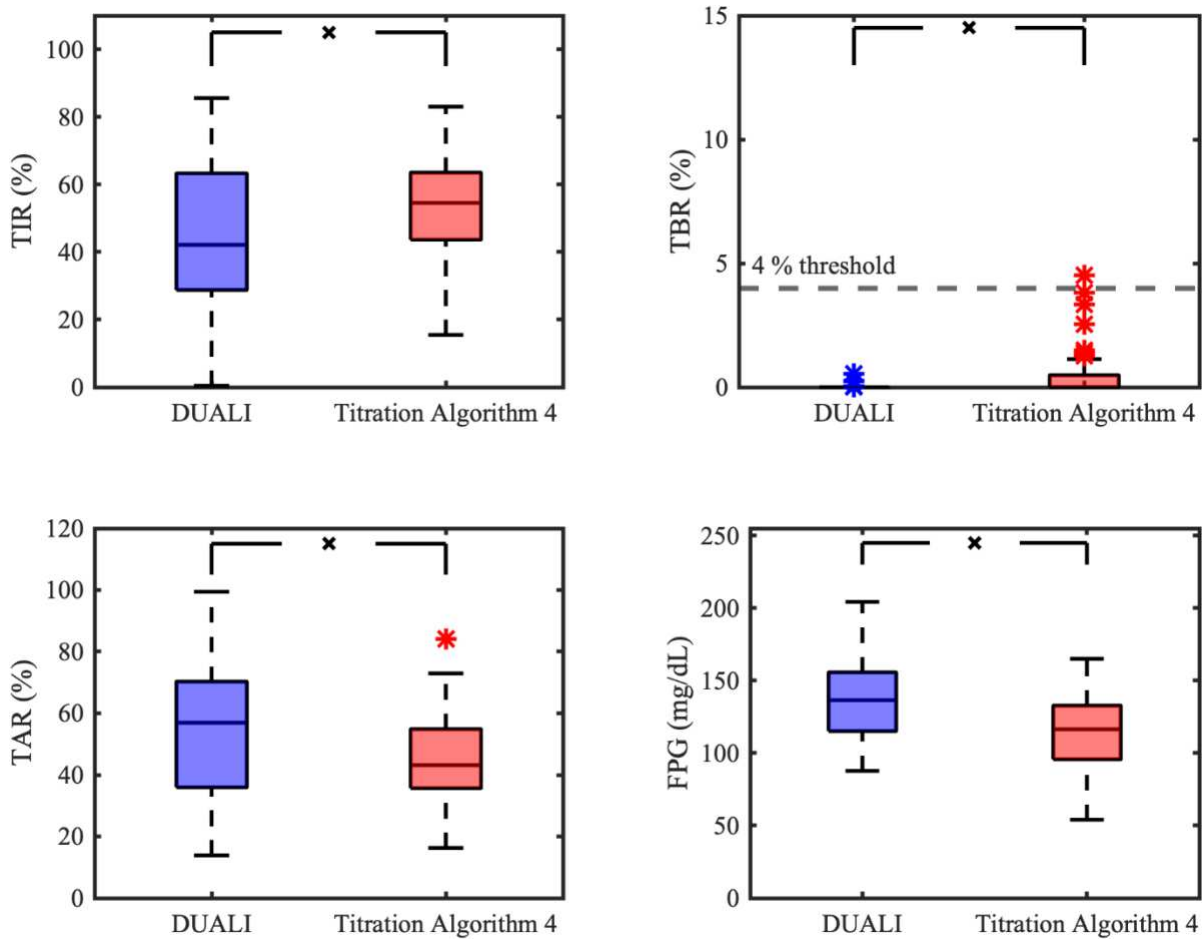 TIR (%)
100
80
60
40
20
0
DUALI
Titration Algorithm 4
TBR (%)
15
10
5
0
4 % threshold
DUALI
Titration Algorithm 4
TAR (%)
120
100
80
60
40
20
0
DUALI
Titration Algorithm 4
FPG (mg/dL)
250
200
150
100
50
0
DUALI
Titration Algorithm 4